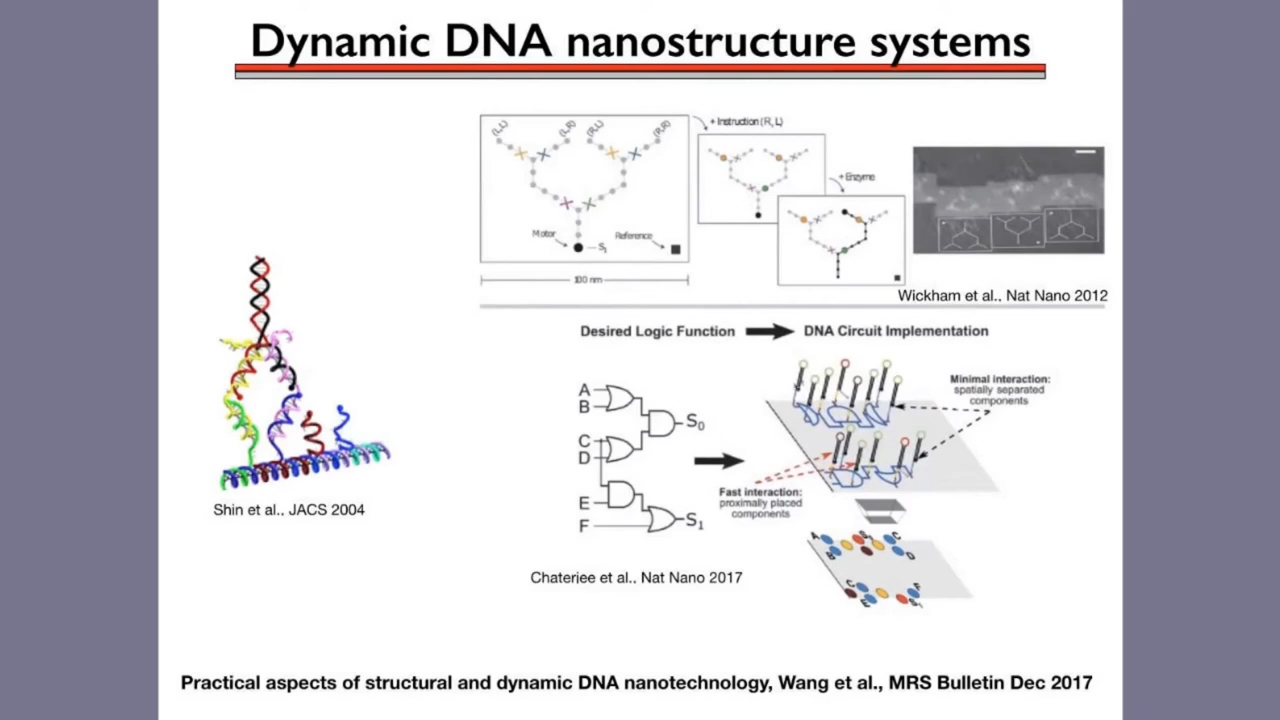 Dynamic DNA nanostructure systems
(L,L)
(L,R)
(R,L)
(R,R)
Motor
S₁
Reference
100 nm
+ Instruction (R, L)
+ Enzyme
Wickham et al., Nat Nano 2012
Shin et al., JACS 2004
Desired Logic Function
DNA Circuit Implementation
A
B
C
D
E
F
S₀
S₁
Minimal interaction:
spatially separated
components
Fast interaction:
proximally placed
components
A
B
C
D
C
E
F
Chaterjee et al., Nat Nano 2017
Practical aspects of structural and dynamic DNA nanotechnology, Wang et al., MRS Bulletin Dec 2017